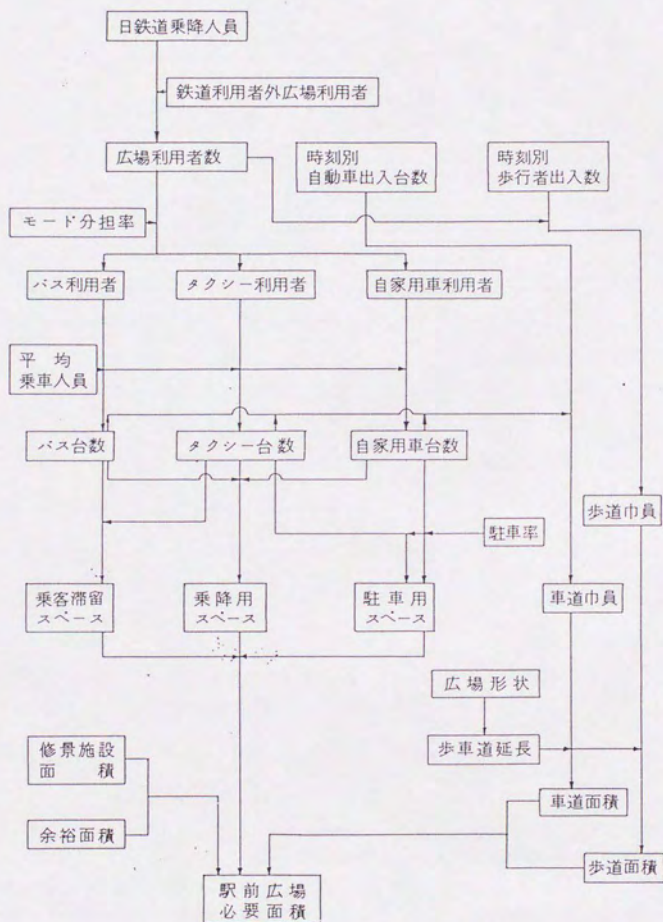 日鉄道乗降人員
鉄道利用者外広場利用者
広場利用者数
時刻別
自動車出入台数
時刻別
歩行者出入数
モード分担率
バス利用者
タクシー利用者
自家用車利用者
平均
乗車人員
バス台数
タクシー台数
自家用車台数
駐車率
歩道巾員
乗客滞留
スペース
乗降用
スペース
駐車用
スペース
車道巾員
広場形状
歩車道延長
修景施設
面積
車道面積
余裕面積
歩道面積
駅前広場
必要面積